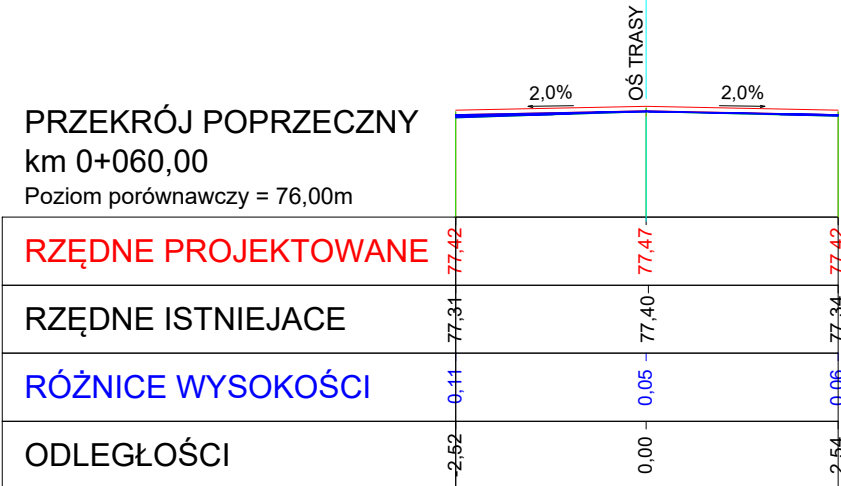 OŚ TRASY
2,0% 2,0%
PRZEKRÓJ POPRZECZNY
km 0+060,00
Poziom porównawczy = 76,00m
RZĘDNE PROJEKTOWANE 77,42 77,47 77,42
RZĘDNE ISTNIEJACE 77,31 77,40 77,34
RÓŻNICE WYSOKOŚCI 0,11 0,05 0,06
ODLEGŁOŚCI -2,52 0,00 2,54